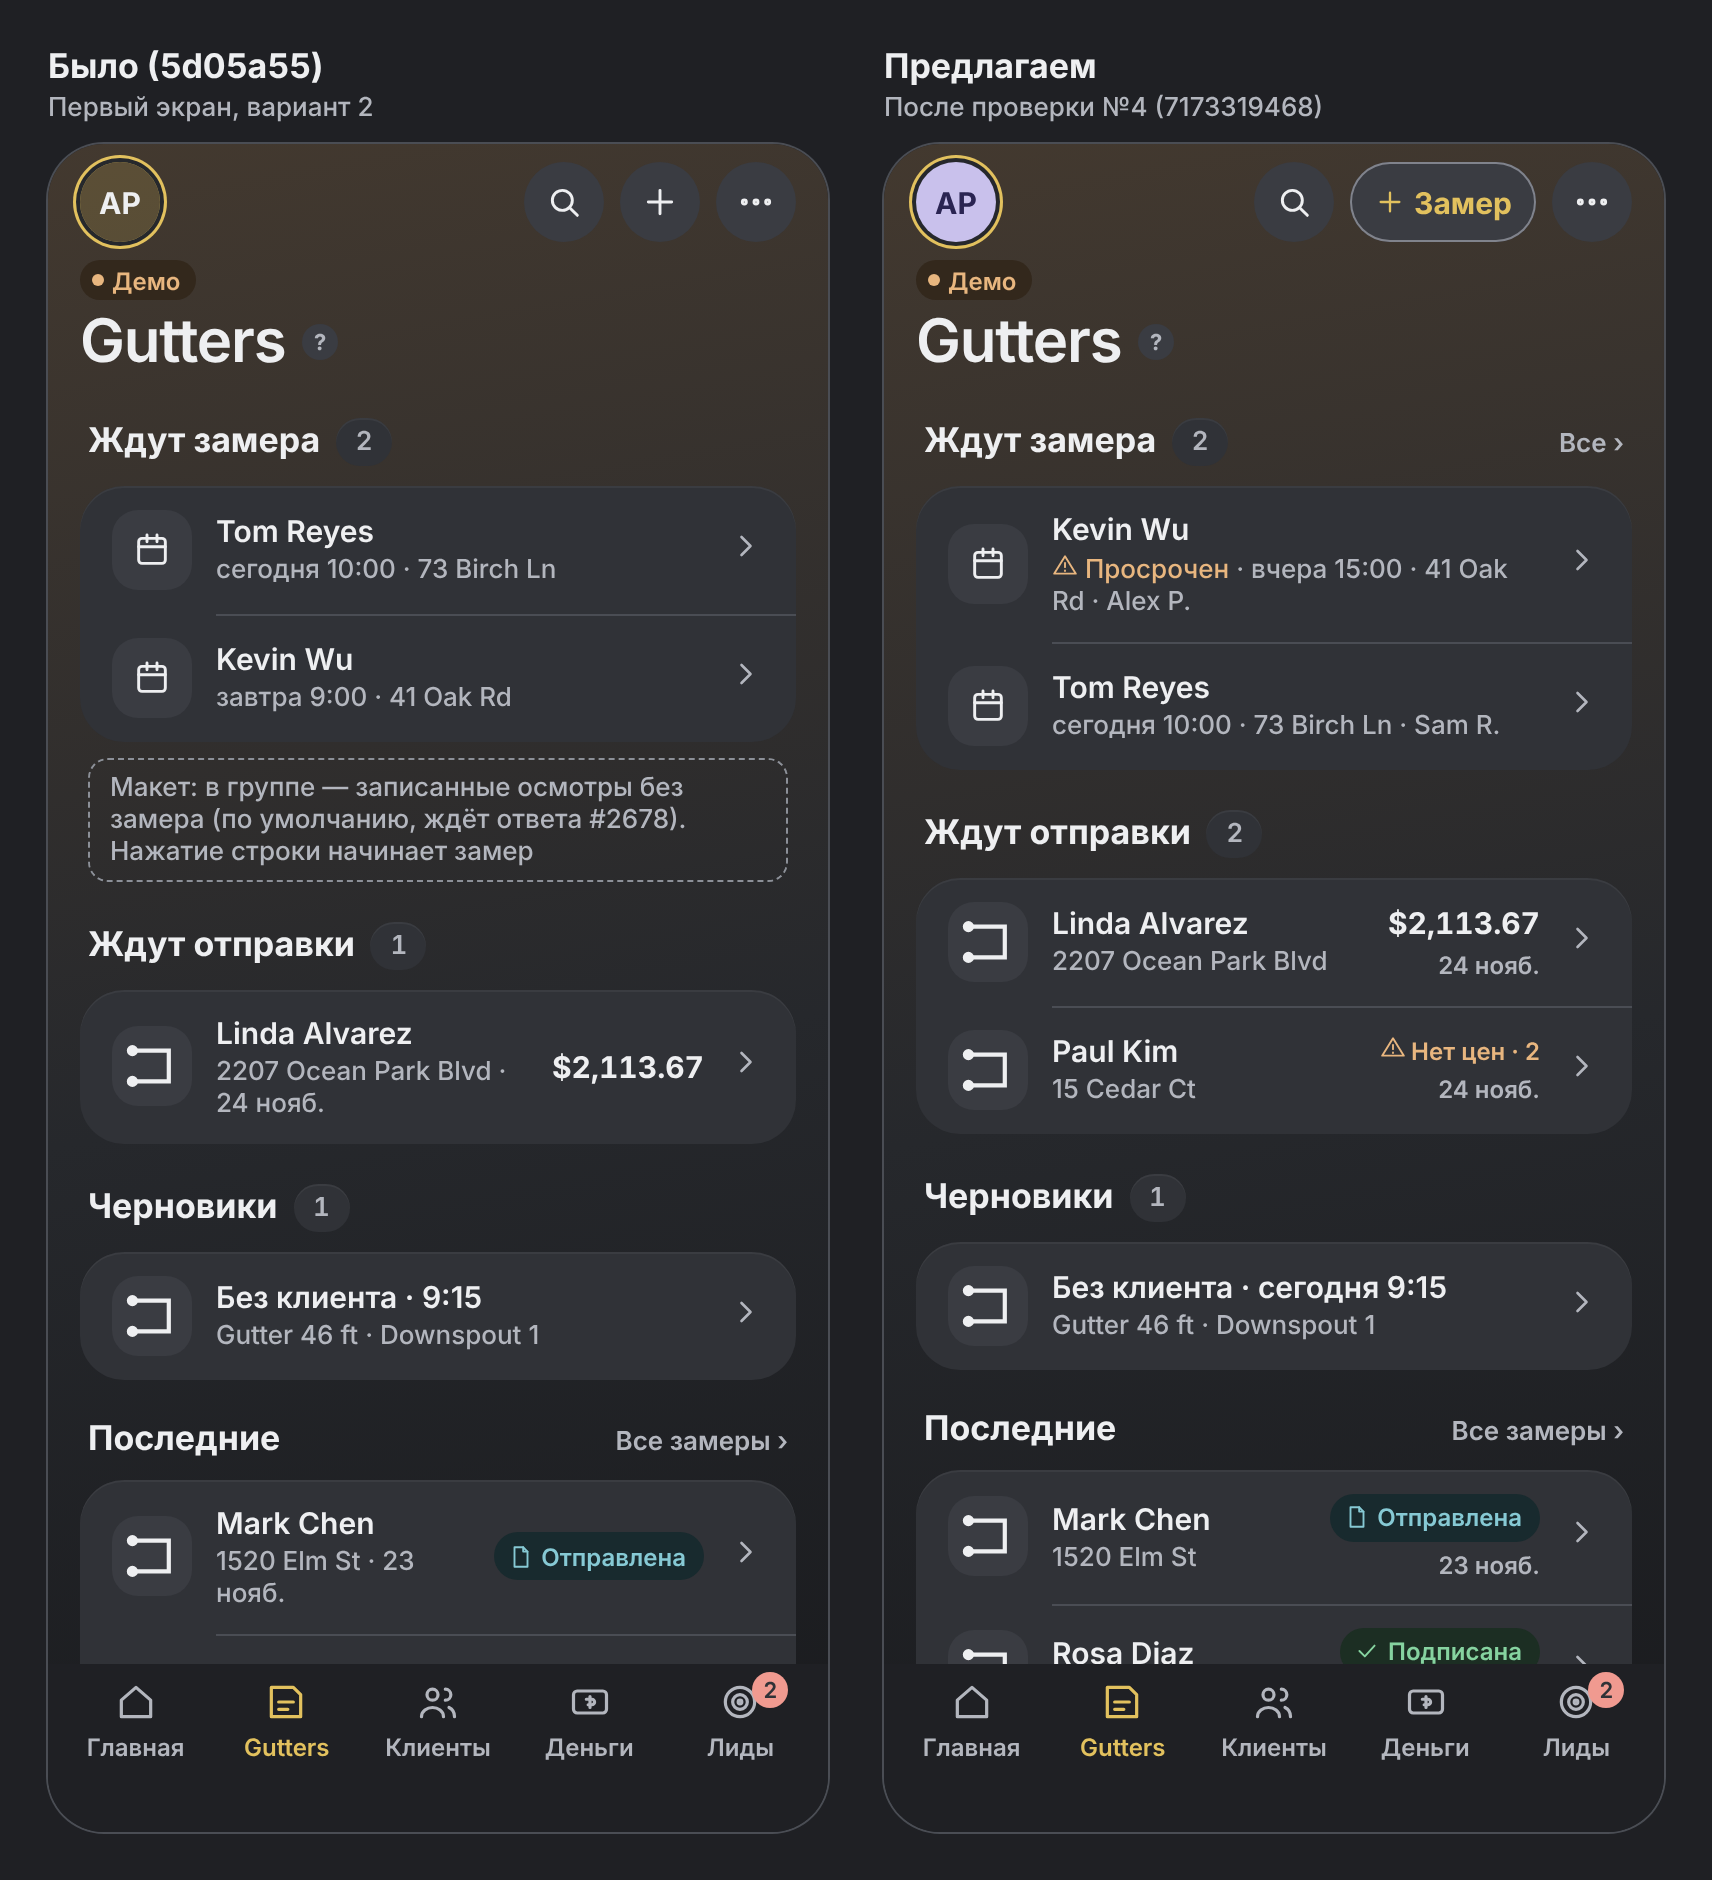 Было (5d05a55)
Первый экран, вариант 2
AP
Демо
Gutters ?
Ждут замера 2
Tom Reyes
сегодня 10:00 · 73 Birch Ln
Kevin Wu
завтра 9:00 · 41 Oak Rd
Макет: в группе — записанные осмотры без
замера (по умолчанию, ждёт ответа #2678).
Нажатие строки начинает замер
Ждут отправки 1
Linda Alvarez
2207 Ocean Park Blvd ·
24 нояб.
$2,113.67
Черновики 1
Без клиента · 9:15
Gutter 46 ft · Downspout 1
Последние Все замеры ›
Mark Chen
1520 Elm St · 23
нояб.
Отправлена
Главная Gutters Клиенты Деньги Лиды 2
Предлагаем
После проверки №4 (7173319468)
AP + Замер
Демо
Gutters ?
Ждут замера 2 Все ›
Kevin Wu
Просрочен · вчера 15:00 · 41 Oak
Rd · Alex P.
Tom Reyes
сегодня 10:00 · 73 Birch Ln · Sam R.
Ждут отправки 2
Linda Alvarez $2,113.67
2207 Ocean Park Blvd 24 нояб.
Paul Kim Нет цен · 2
15 Cedar Ct 24 нояб.
Черновики 1
Без клиента · сегодня 9:15
Gutter 46 ft · Downspout 1
Последние Все замеры ›
Mark Chen Отправлена
1520 Elm St 23 нояб.
Rosa Diaz Подписана
Главная Gutters Клиенты Деньги Лиды 2